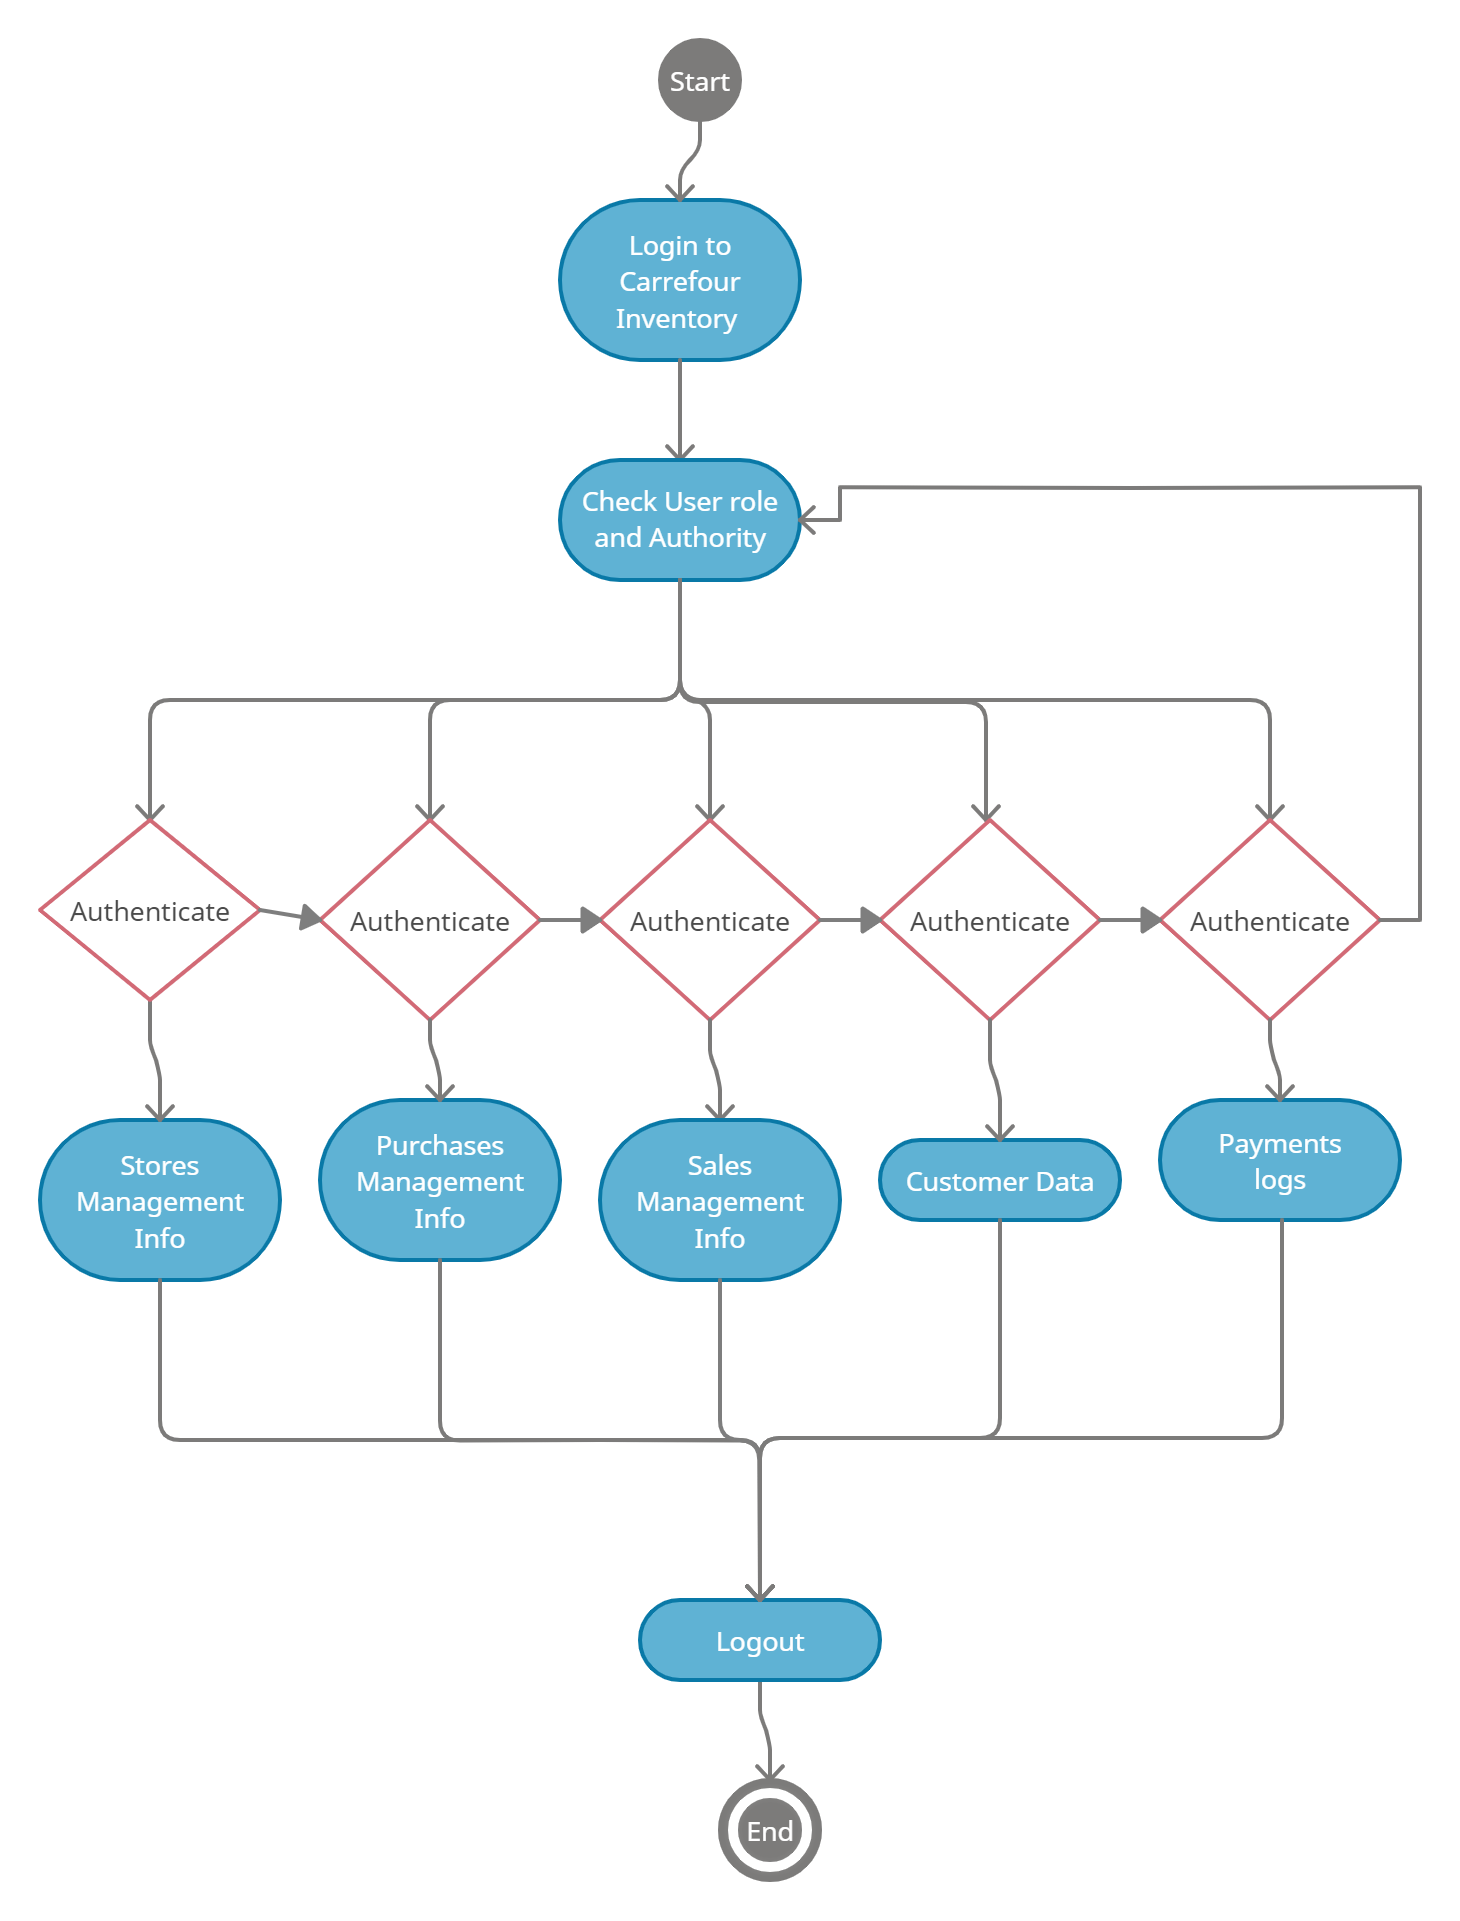 Start
Login to
Carrefour
Inventory
Check User role
and Authority
Authenticate
Authenticate
Authenticate
Authenticate
Authenticate
Stores
Management
Info
Purchases
Management
Info
Sales
Management
Info
Customer Data
Payments
logs
Logout
End